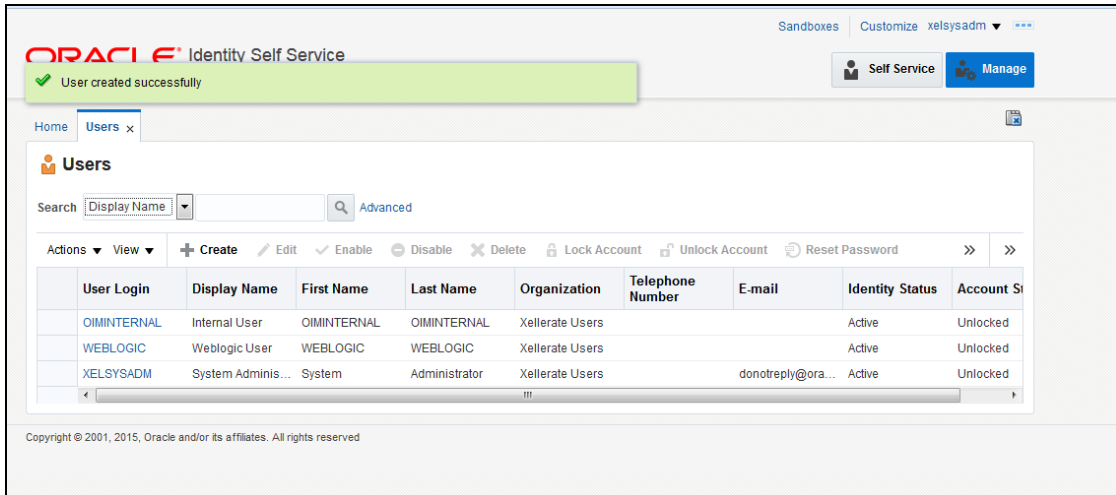 Sandboxes Customize xelsysadm
ORACLE® Identity Self Service
Self Service Manage
User created successfully
Home Users x
Users
Search Display Name Advanced
Actions View Create Edit Enable Disable Delete Lock Account Unlock Account Reset Password » »
User Login Display Name First Name Last Name Organization Telephone Number E-mail Identity Status Account St
OIMINTERNAL Internal User OIMINTERNAL OIMINTERNAL Xellerate Users Active Unlocked
WEBLOGIC Weblogic User WEBLOGIC WEBLOGIC Xellerate Users Active Unlocked
XELSYSADM System Adminis... System Administrator Xellerate Users donotreply@ora... Active Unlocked
Copyright © 2001, 2015, Oracle and/or its affiliates. All rights reserved